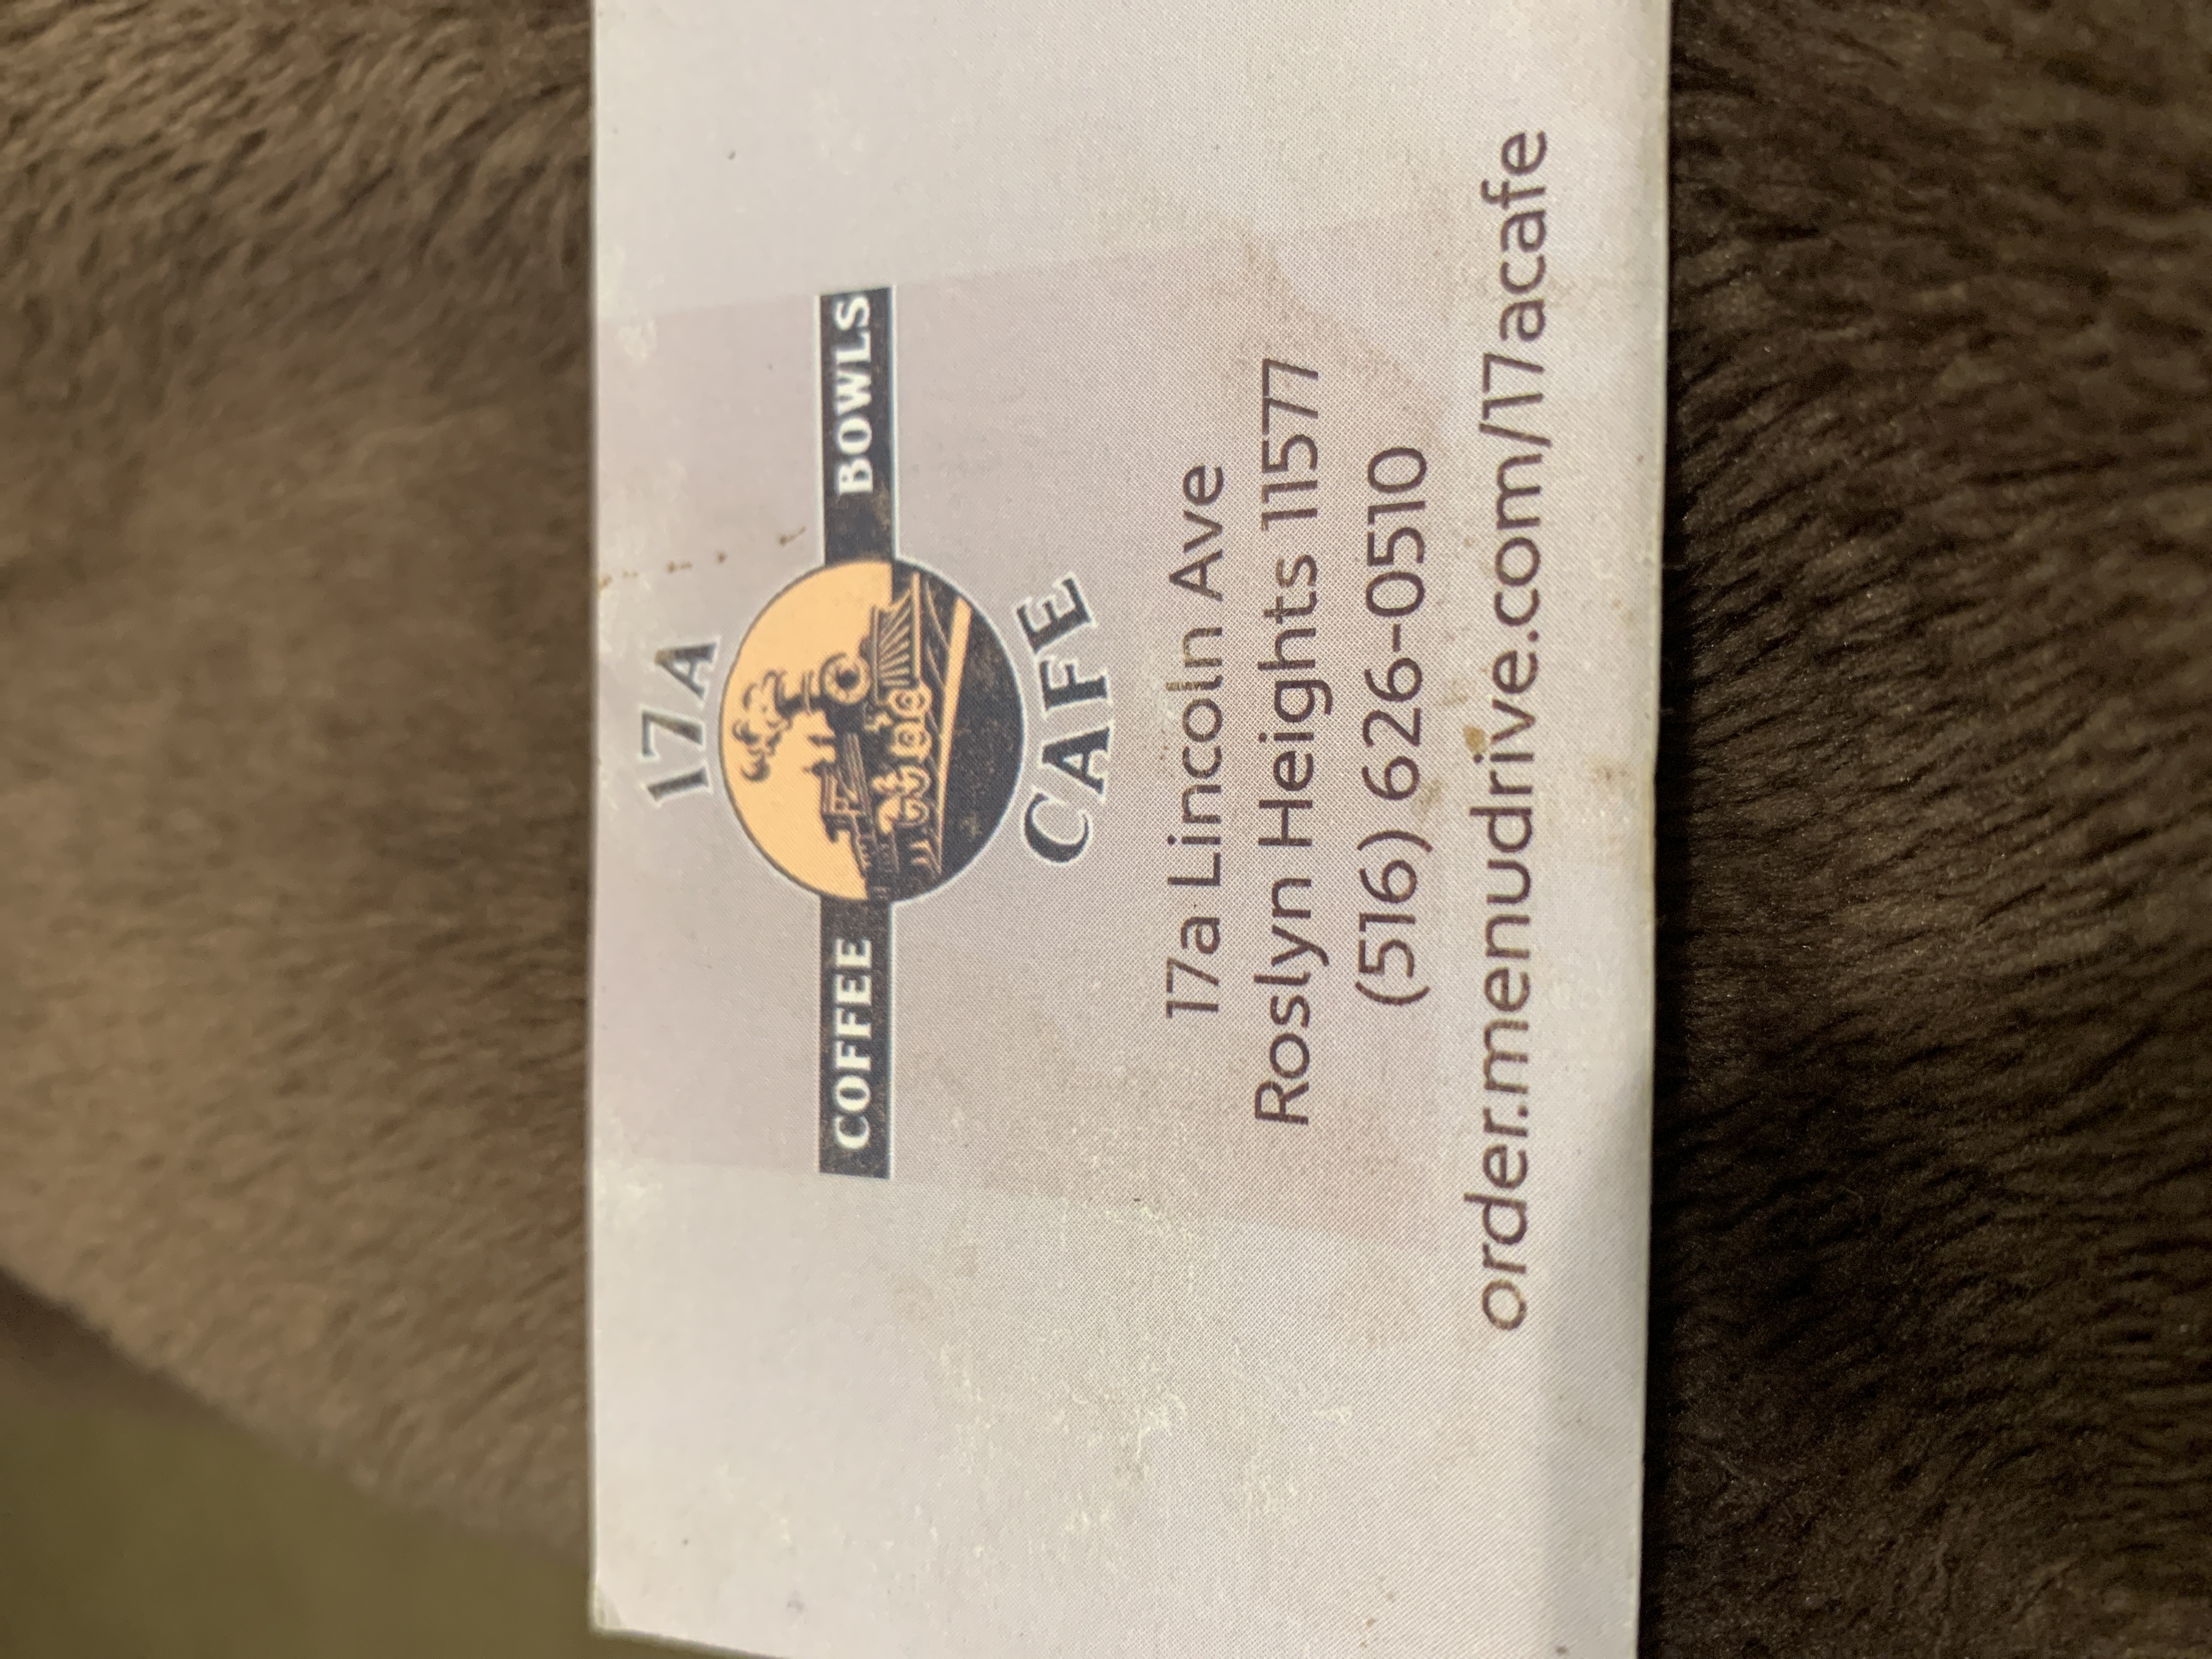 17A
COFFEE BOWLS
CAFE
17a Lincoln Ave
Roslyn Heights 11577
(516) 626-0510
order.menudrive.com/17acafe